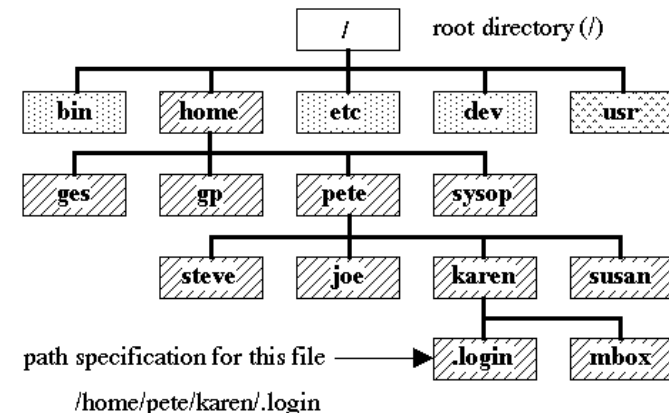 / root directory (/)
bin home etc dev usr
ges gp pete sysop
steve joe karen susan
path specification for this file .login mbox
/home/pete/karen/.login